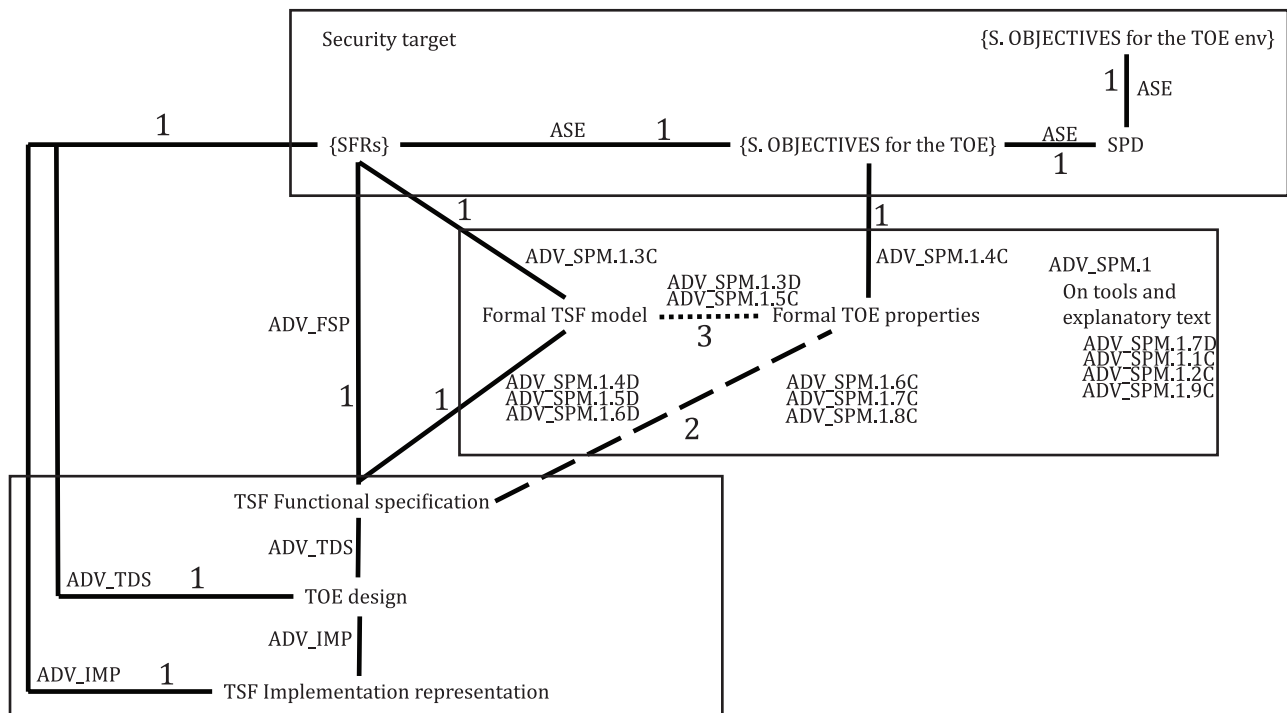 Security target
{S. OBJECTIVES for the TOE env}
1
ASE
1
{SFRs}
ASE
1
{S. OBJECTIVES for the TOE}
ASE
1
SPD
1
1
ADV_SPM.1.3C
ADV_SPM.1.4C
ADV_SPM.1
On tools and
explanatory text
ADV_SPM.1.7D
ADV_SPM.1.1C
ADV_SPM.1.2C
ADV_SPM.1.9C
ADV_SPM.1.3D
ADV_SPM.1.5C
Formal TSF model
3
Formal TOE properties
ADV_FSP
1
1
ADV_SPM.1.4D
ADV_SPM.1.5D
ADV_SPM.1.6D
2
ADV_SPM.1.6C
ADV_SPM.1.7C
ADV_SPM.1.8C
TSF Functional specification
ADV_TDS
ADV_TDS
1
TOE design
ADV_IMP
ADV_IMP
1
TSF Implementation representation